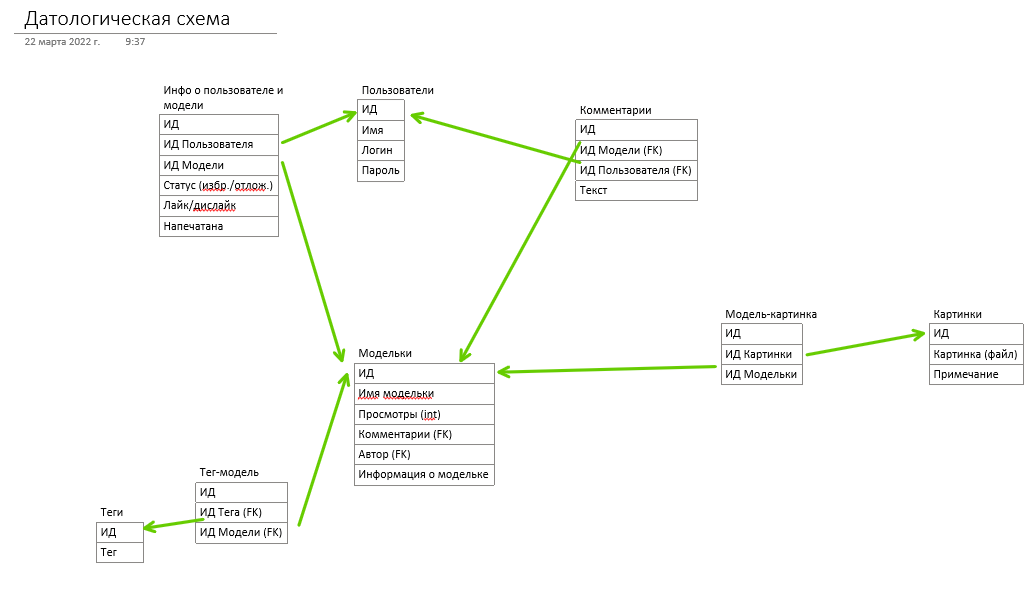 Датологическая схема
22 марта 2022 г. 9:37
Инфо о пользователе и
модели
ИД
ИД Пользователя
ИД Модели
Статус (избр./отлож.)
Лайк/дислайк
Напечатана
Пользователи
ИД
Имя
Логин
Пароль
Комментарии
ИД
ИД Модели (FK)
ИД Пользователя (FK)
Текст
Модель-картинка
ИД
ИД Картинки
ИД Модельки
Картинки
ИД
Картинка (файл)
Примечание
Модельки
ИД
Имя модельки
Просмотры (int)
Комментарии (FK)
Автор (FK)
Информация о модельке
Тег-модель
ИД
ИД Тега (FK)
ИД Модели (FK)
Теги
ИД
Тег